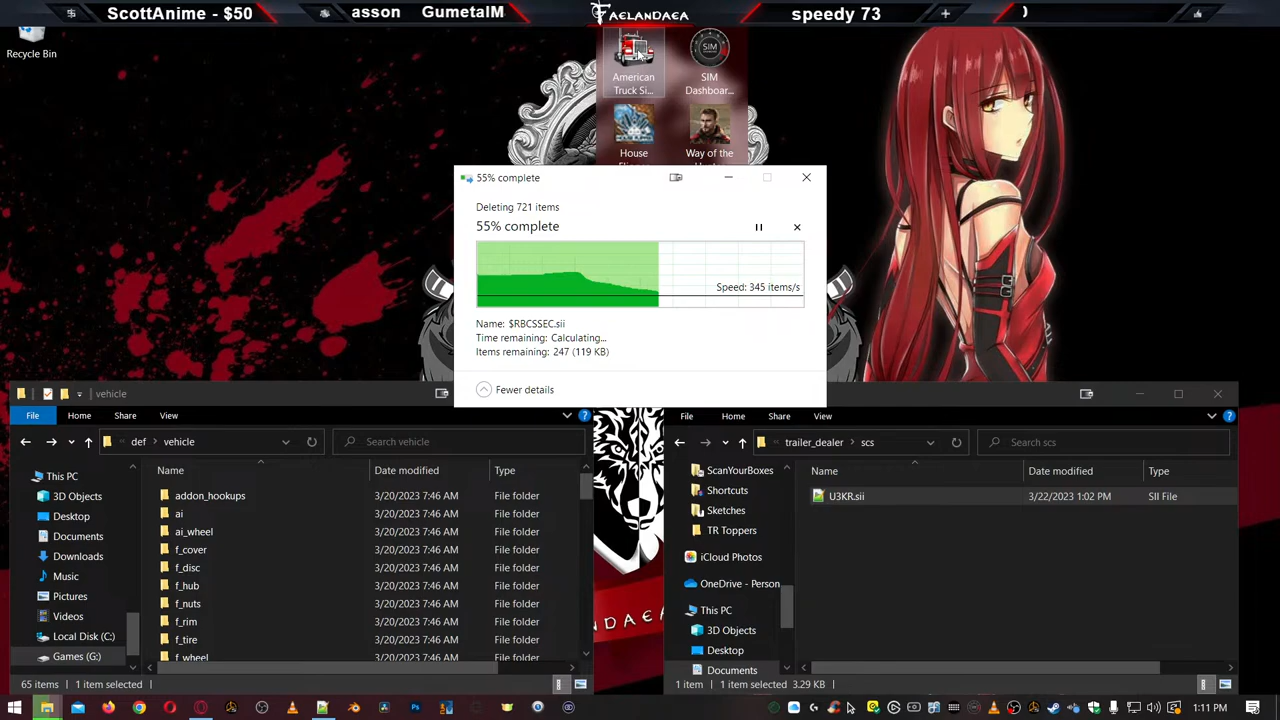 ScottAnime - $50
asson GumetalM
FAELANDAEA
speedy 73
)
Recycle Bin
American
Truck Si...
SIM
SIM
Dashboar...
House
Way of the
55% complete
Deleting 721 items
55% complete
Speed: 345 items/s
Name: $RBCSSEC.sii
Time remaining: Calculating...
Items remaining: 247 (119 KB)
Fewer details
vehicle
File Home Share View
def vehicle
Search vehicle
This PC
3D Objects
Desktop
Documents
Downloads
Music
Pictures
Videos
Local Disk (C:)
Games (G:)
Name Date modified Type
addon_hookups 3/20/2023 7:46 AM File folder
ai 3/20/2023 7:46 AM File folder
ai_wheel 3/20/2023 7:46 AM File folder
f_cover 3/20/2023 7:46 AM File folder
f_disc 3/20/2023 7:46 AM File folder
f_hub 3/20/2023 7:46 AM File folder
f_nuts 3/20/2023 7:46 AM File folder
f_rim 3/20/2023 7:46 AM File folder
f_tire 3/20/2023 7:46 AM File folder
f_wheel 3/20/2023 7:46 AM File folder
65 items 1 item selected
NDAEA
File Home Share View
trailer_dealer scs
Search scs
ScanYourBoxes
Shortcuts
Sketches
TR Toppers
iCloud Photos
OneDrive - Person
This PC
3D Objects
Desktop
Documents
Name Date modified Type
U3KR.sii 3/22/2023 1:02 PM SII File
1 item 1 item selected 3.29 KB
1:11 PM